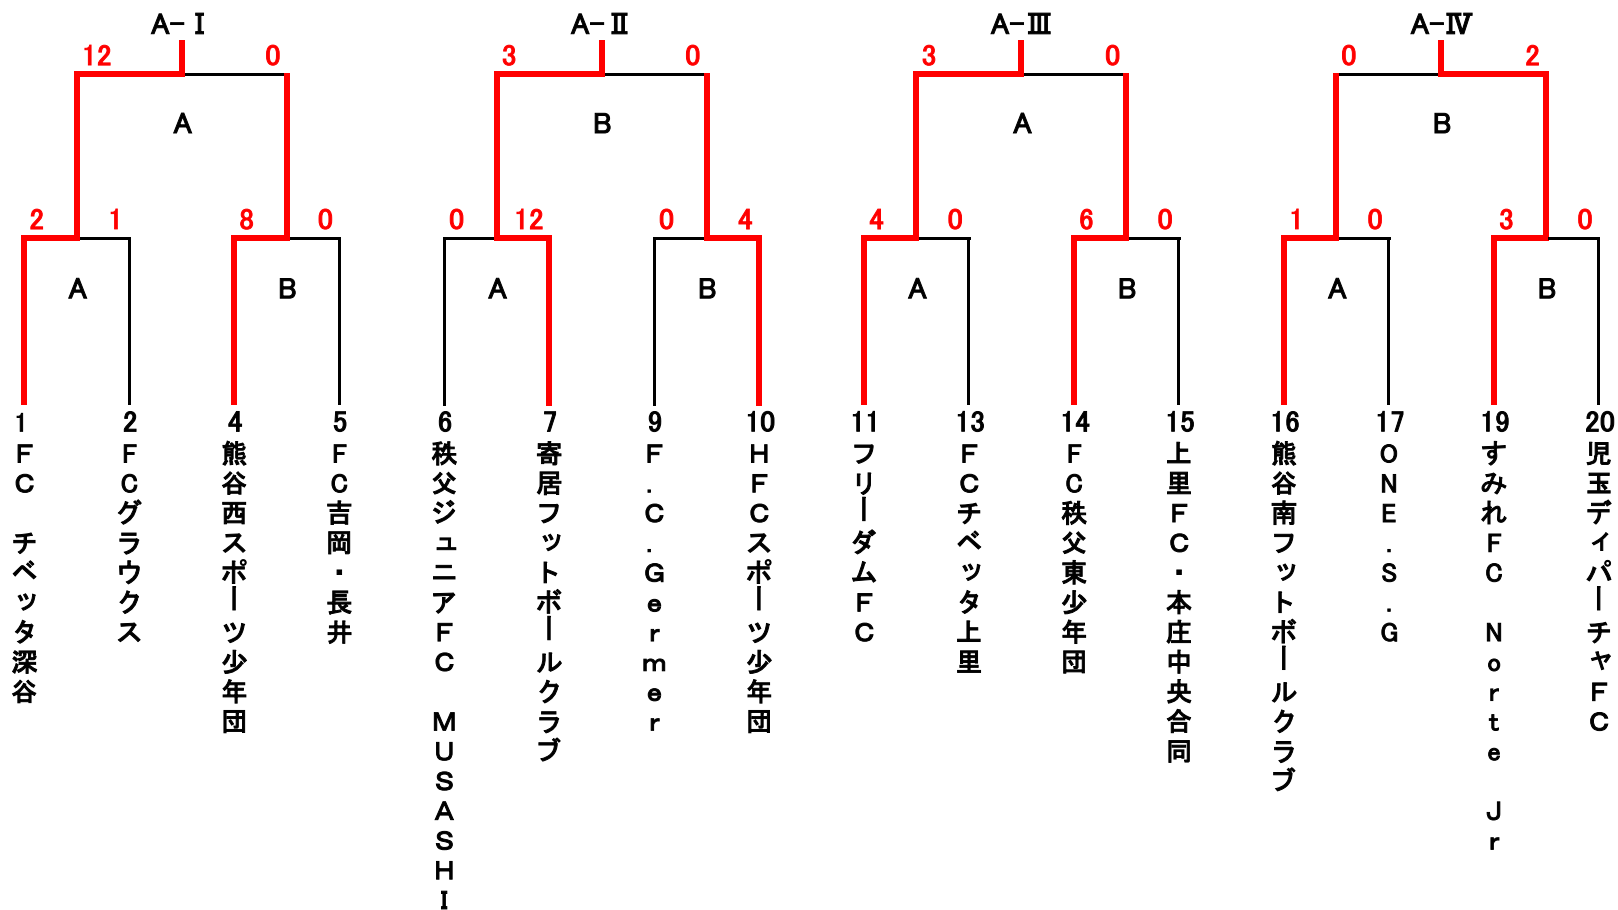 A-Ⅰ
A-Ⅱ
A-Ⅲ
A-Ⅳ
12 0
3 0
3 0
0 2
A
B
A
B
2 1
8 0
0 12
0 4
4 0
6 0
1 0
3 0
A
B
A
B
A
B
A
B
1
FC チベッタ深谷
2
FCグラウクス
4
熊谷西スポーツ少年団
5
FC吉岡・長井
6
秩父ジュニアFC MUSASHI
7
寄居フットボールクラブ
9
F.C.Germer
10
HFCスポーツ少年団
11
フリーダムFC
13
FCチベッタ上里
14
FC秩父東少年団
15
上里FC・本庄中央合同
16
熊谷南フットボールクラブ
17
ONE.S.G
19
すみれFC Norte Jr
20
児玉ディパーチャFC